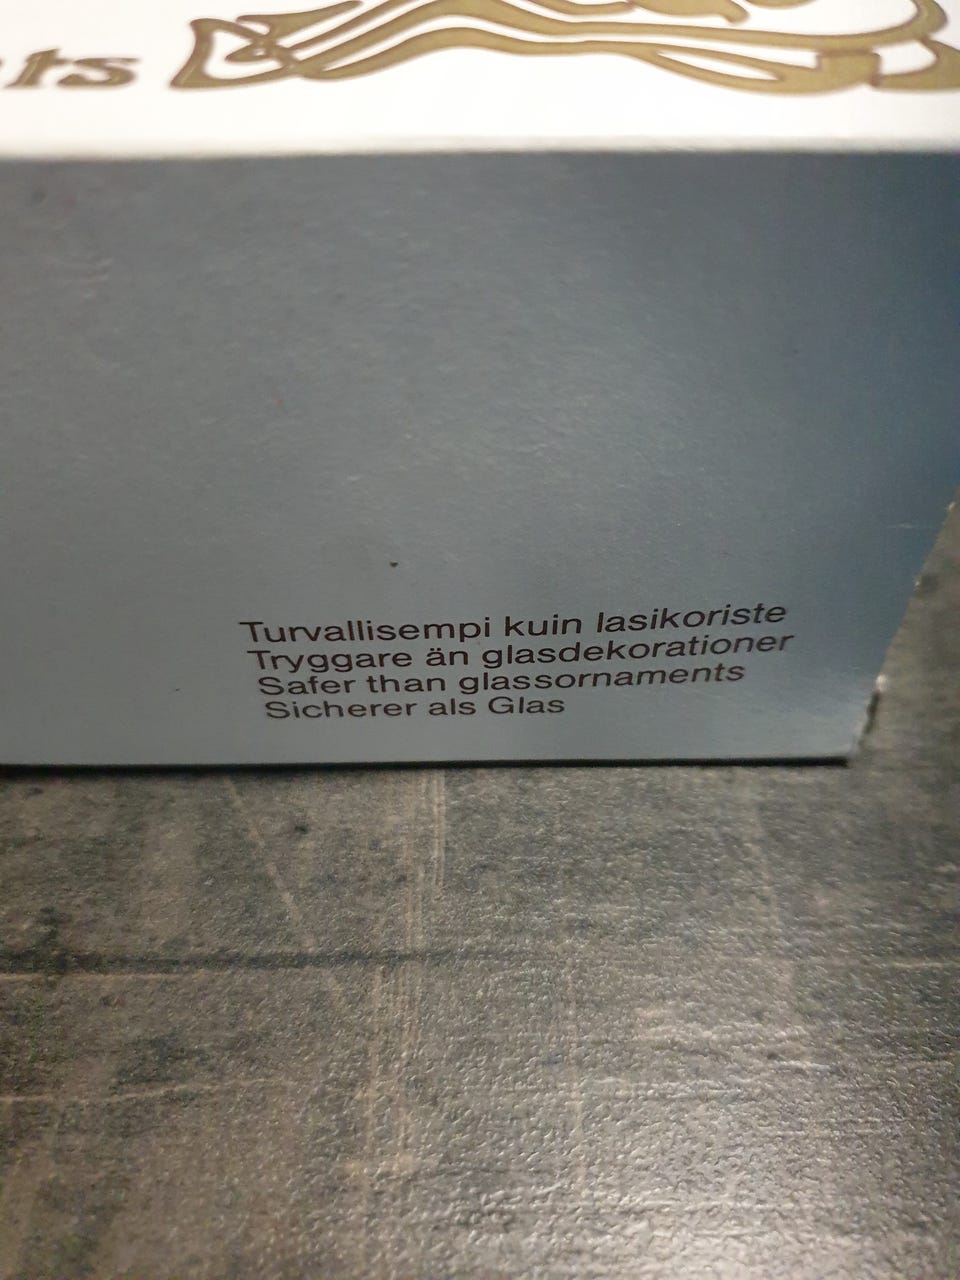 Turvallisempi kuin lasikoriste
Tryggare än glasdekorationer
Safer than glassornaments
Sicherer als Glas